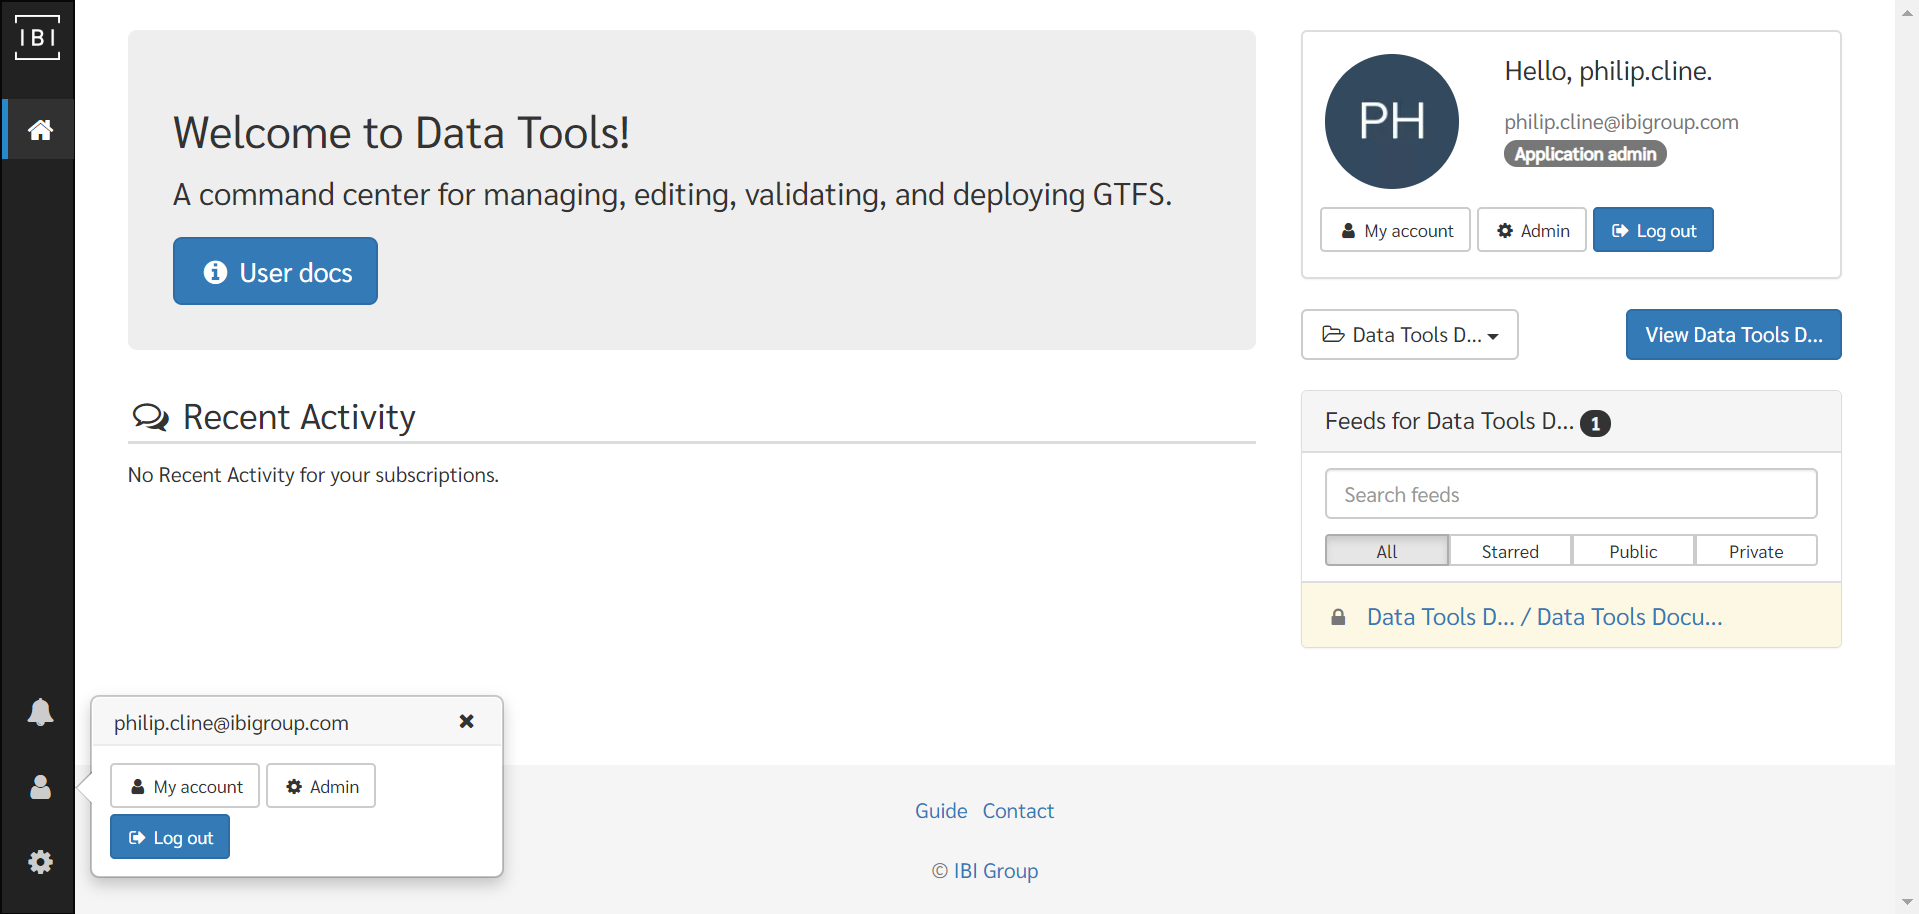 IBI
Welcome to Data Tools!
A command center for managing, editing, validating, and deploying GTFS.
User docs
Recent Activity
No Recent Activity for your subscriptions.
PH
Hello, philip.cline.
philip.cline@ibigroup.com
Application admin
My account Admin Log out
Data Tools D... View Data Tools D...
Feeds for Data Tools D... 1
Search feeds
All Starred Public Private
Data Tools D... / Data Tools Docu...
philip.cline@ibigroup.com
My account Admin
Log out
Guide Contact
© IBI Group